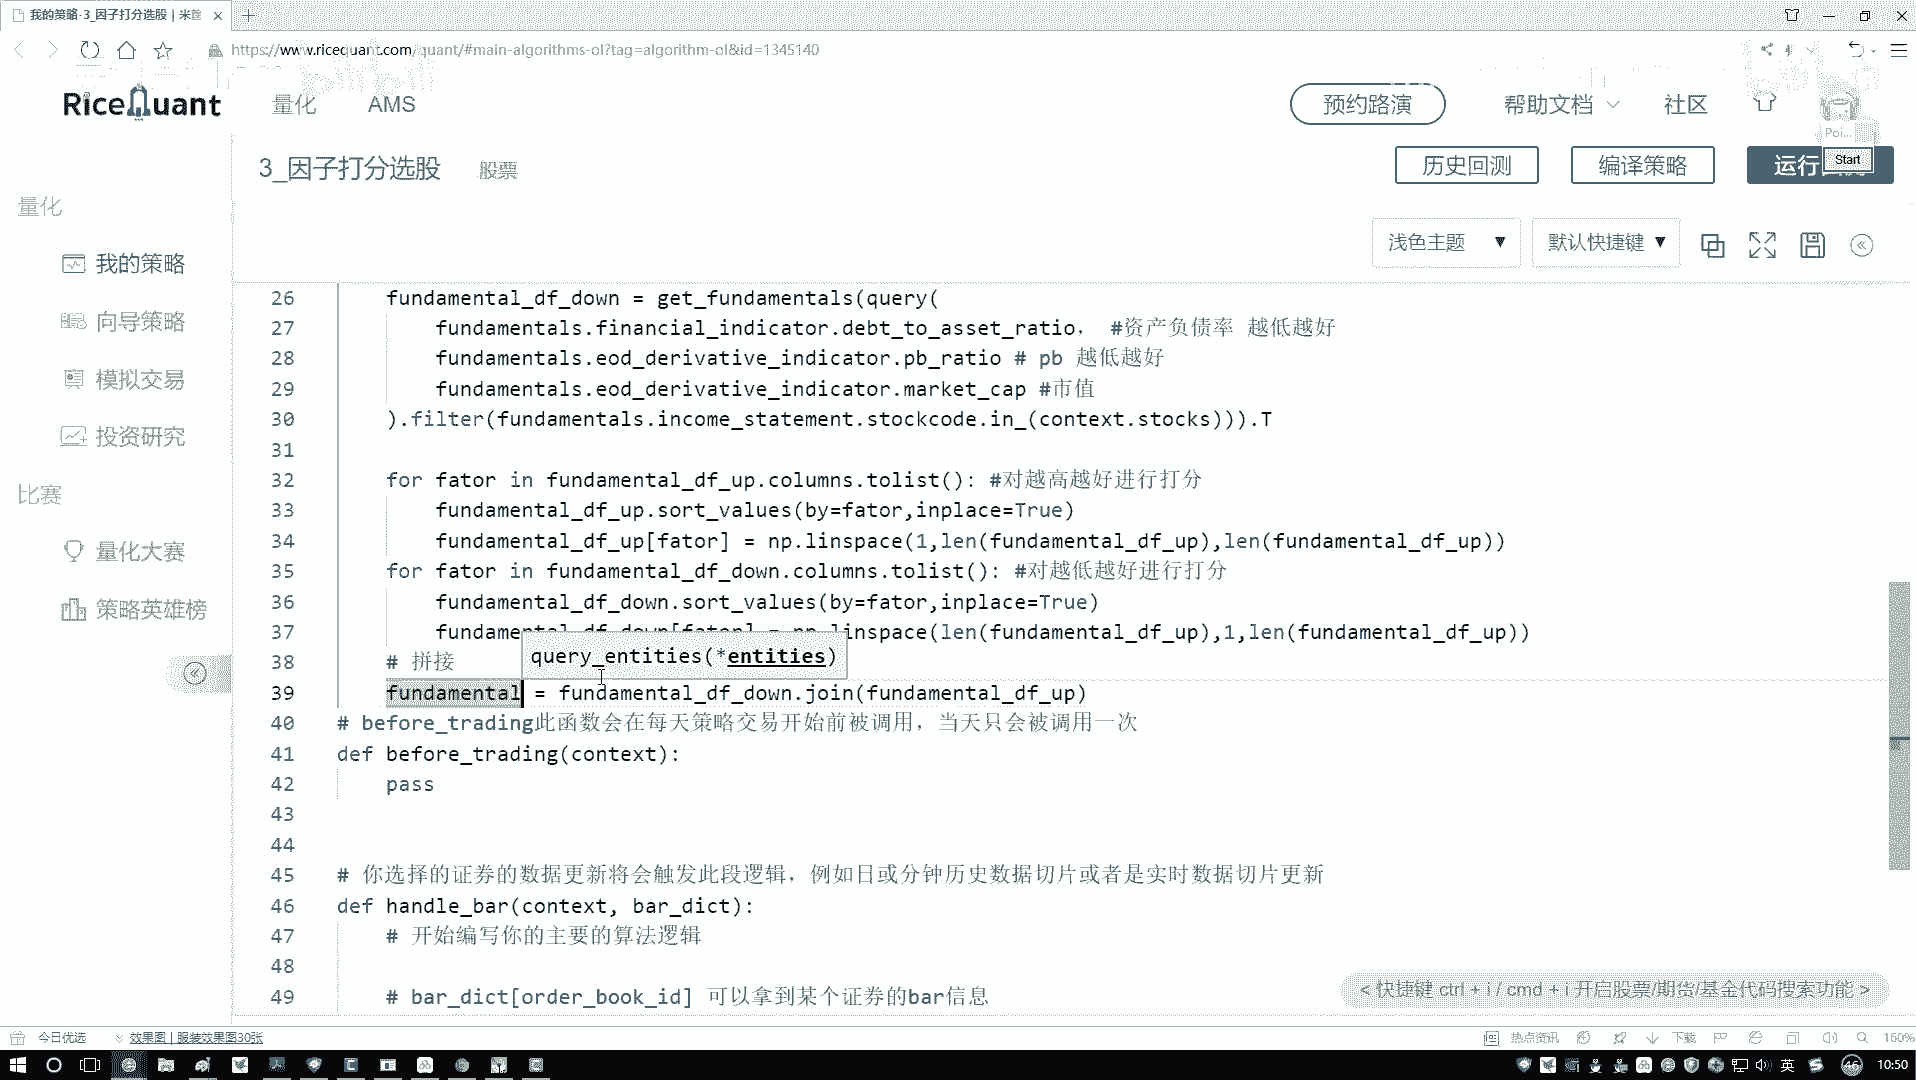 我的策略-3_因子打分选股 | 米筐
https://www.ricequant.com/quant/#main-algorithms-ol?tag=algorithm-ol&id=1345140
RiceQuant 量化 AMS 预约路演 帮助文档 社区
Poi...
3_因子打分选股 股票 历史回测 编译策略 运行 Start
量化
浅色主题 默认快捷键
我的策略
向导策略
模拟交易
投资研究
比赛
量化大赛
策略英雄榜
26 fundamental_df_down = get_fundamentals(query(
27 fundamentals.financial_indicator.debt_to_asset_ratio， #资产负债率 越低越好
28 fundamentals.eod_derivative_indicator.pb_ratio # pb 越低越好
29 fundamentals.eod_derivative_indicator.market_cap #市值
30 ).filter(fundamentals.income_statement.stockcode.in_(context.stocks))).T
31
32 for fator in fundamental_df_up.columns.tolist(): #对越高越好进行打分
33 fundamental_df_up.sort_values(by=fator,inplace=True)
34 fundamental_df_up[fator] = np.linspace(1,len(fundamental_df_up),len(fundamental_df_up))
35 for fator in fundamental_df_down.columns.tolist(): #对越低越好进行打分
36 fundamental_df_down.sort_values(by=fator,inplace=True)
37 fundamental_df_down[fator] = np.linspace(len(fundamental_df_up),1,len(fundamental_df_up))
query_entities(*entities)
38 # 拼接
39 fundamental = fundamental_df_down.join(fundamental_df_up)
40 # before_trading此函数会在每天策略交易开始前被调用，当天只会被调用一次
41 def before_trading(context):
42 pass
43
44
45 # 你选择的证券的数据更新将会触发此段逻辑，例如日或分钟历史数据切片或者是实时数据切片更新
46 def handle_bar(context, bar_dict):
47 # 开始编写你的主要的算法逻辑
48
49 # bar_dict[order_book_id] 可以拿到某个证券的bar信息
< 快捷键 ctrl + i / cmd + i 开启股票/期货/基金代码搜索功能 >
今日优选 效果图 | 服装效果图30张 热点资讯 下载 160%
英 46 10:50